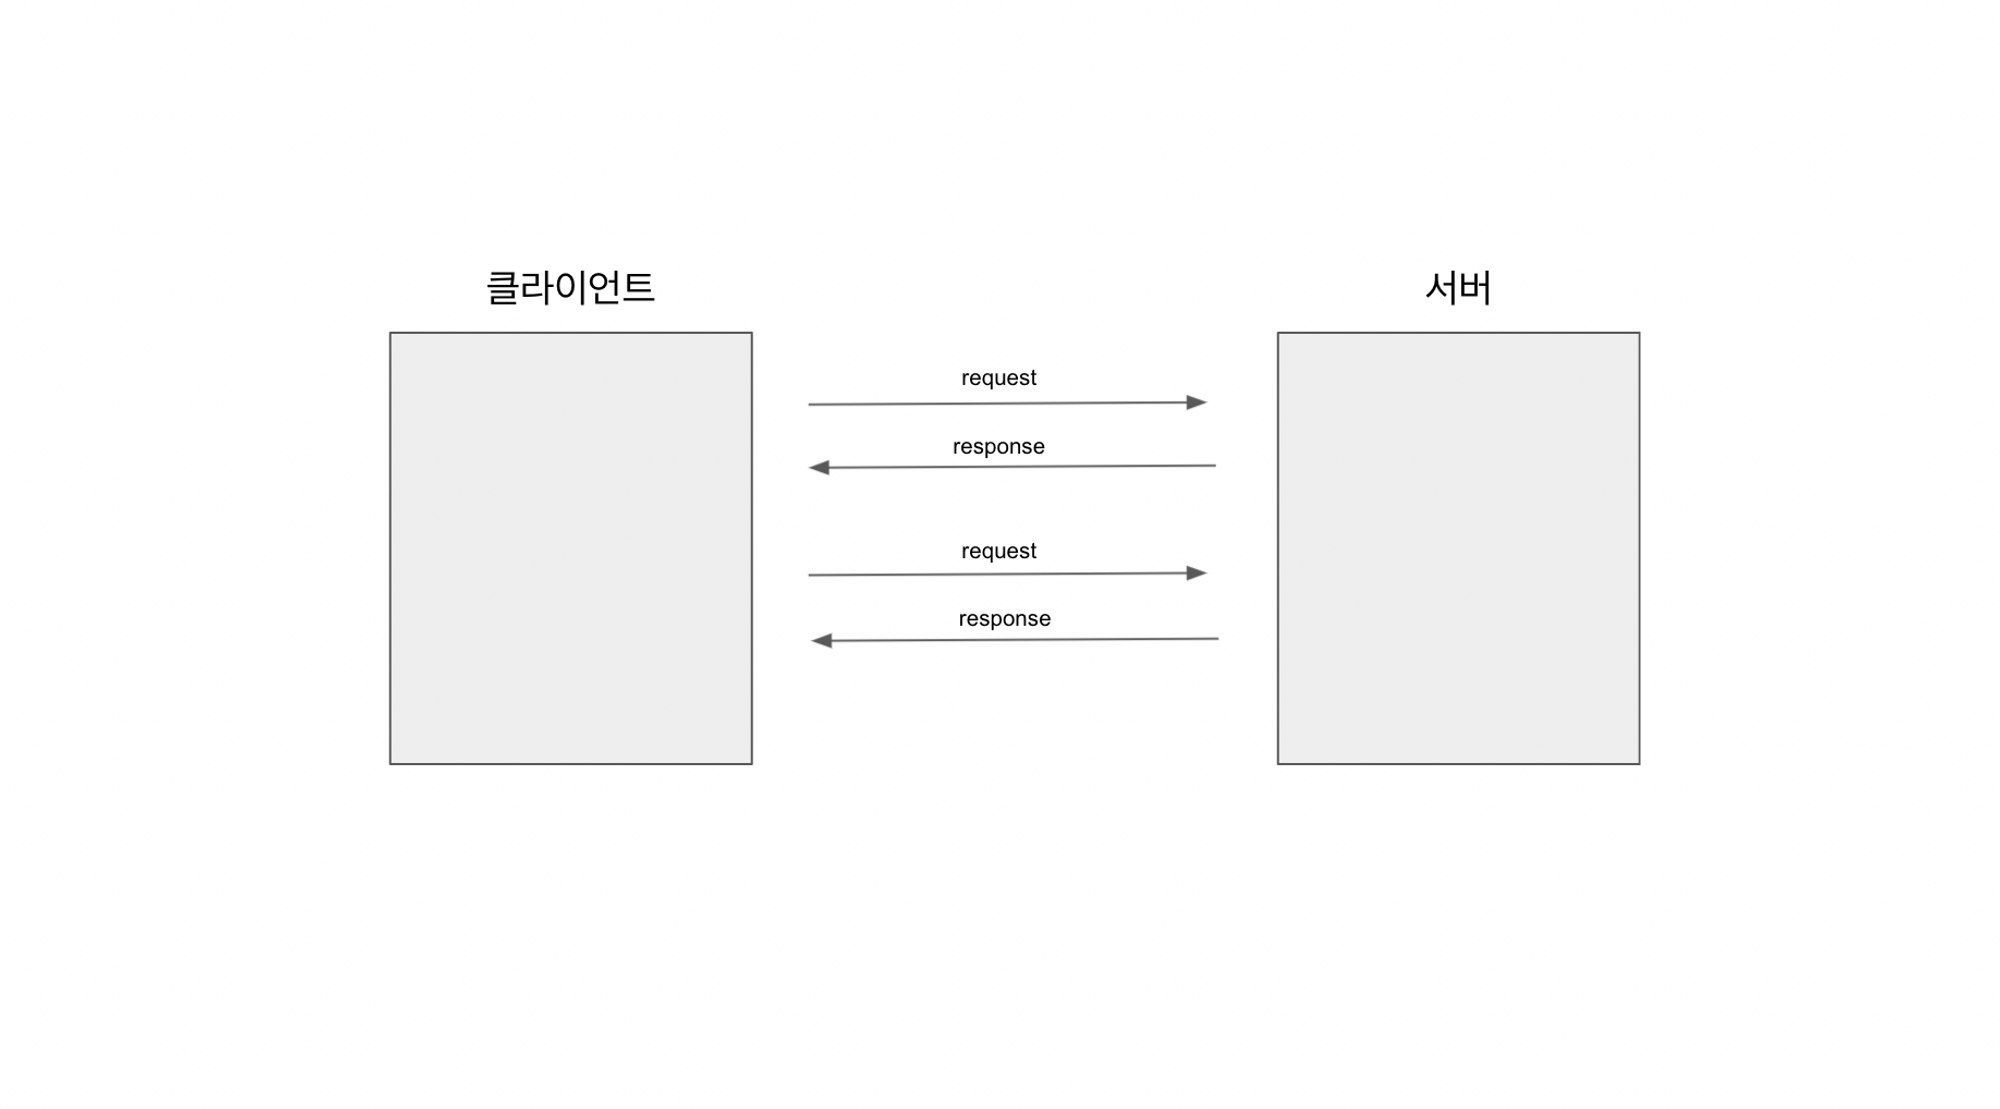 클라이언트
서버
request
response
request
response